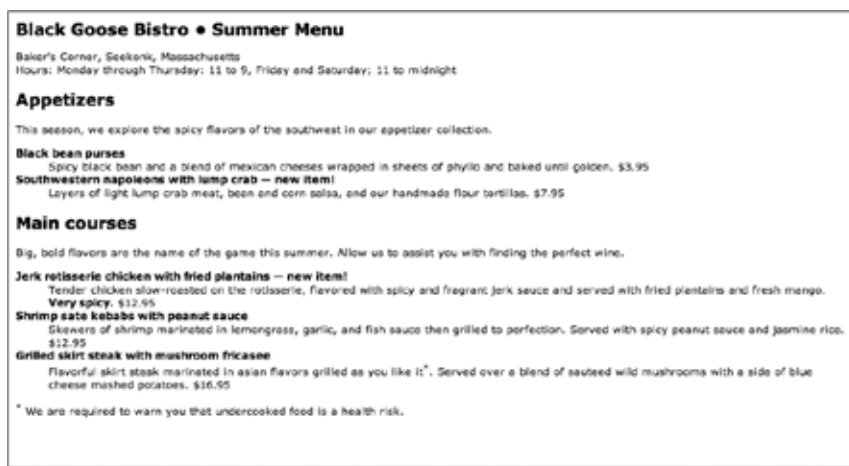 Black Goose Bistro • Summer Menu
Baker's Corner, Seekonk, Massachusetts
Hours: Monday through Thursday: 11 to 9, Friday and Saturday; 11 to midnight
Appetizers
This season, we explore the spicy flavors of the southwest in our appetizer collection.
Black bean purses
Spicy black bean and a blend of mexican cheeses wrapped in sheets of phyllo and baked until golden. $3.95
Southwestern napoleons with lump crab — new item!
Layers of light lump crab meat, bean and corn salsa, and our handmade flour tortillas. $7.95
Main courses
Big, bold flavors are the name of the game this summer. Allow us to assist you with finding the perfect wine.
Jerk rotisserie chicken with fried plantains — new item!
Tender chicken slow-roasted on the rotisserie, flavored with spicy and fragrant jerk sauce and served with fried plantains and fresh mango.
Very spicy. $12.95
Shrimp sate kebabs with peanut sauce
Skewers of shrimp marinated in lemongrass, garlic, and fish sauce then grilled to perfection. Served with spicy peanut sauce and jasmine rice.
$12.95
Grilled skirt steak with mushroom fricasee
Flavorful skirt steak marinated in asian flavors grilled as you like it*. Served over a blend of sauteed wild mushrooms with a side of blue
cheese mashed potatoes. $16.95
* We are required to warn you that undercooked food is a health risk.